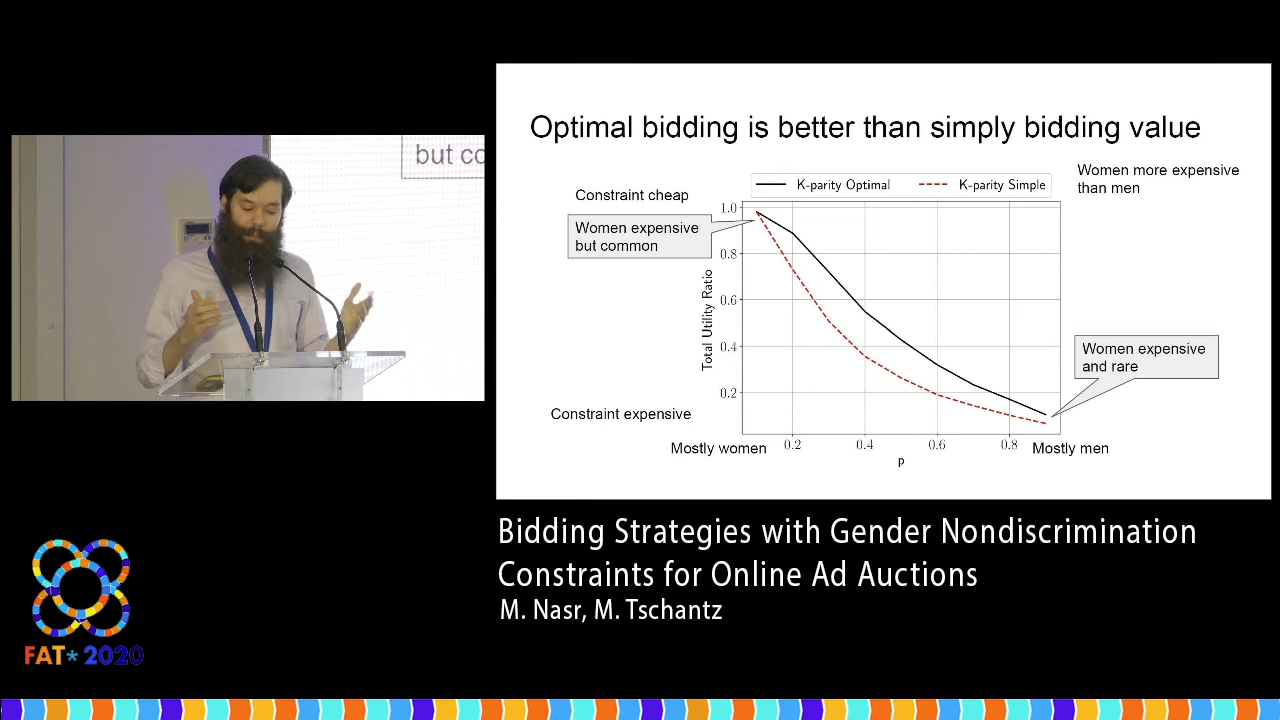 but co
Optimal bidding is better than simply bidding value
Women more expensive
than men
K-parity Optimal
K-parity Simple
Constraint cheap
Women expensive
but common
1.0
0.8
0.6
0.4
0.2
Total Utility Ratio
Women expensive
and rare
Constraint expensive
Mostly women
0.2
0.4
0.6
0.8
Mostly men
p
Bidding Strategies with Gender Nondiscrimination
Constraints for Online Ad Auctions
M. Nasr, M. Tschantz
FAT* 2020